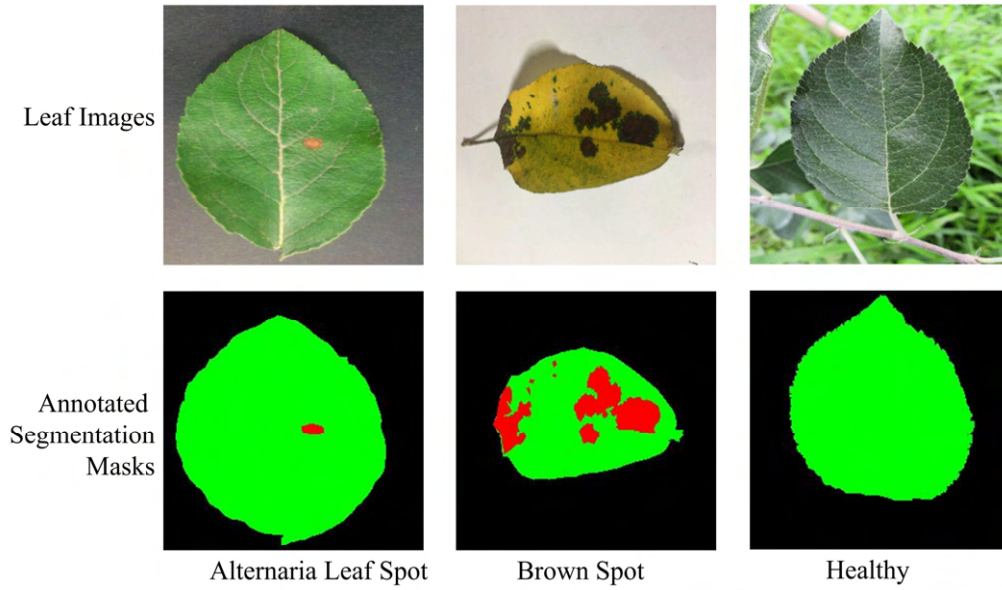 Leaf Images
Annotated
Segmentation
Masks
Alternaria Leaf Spot
Brown Spot
Healthy